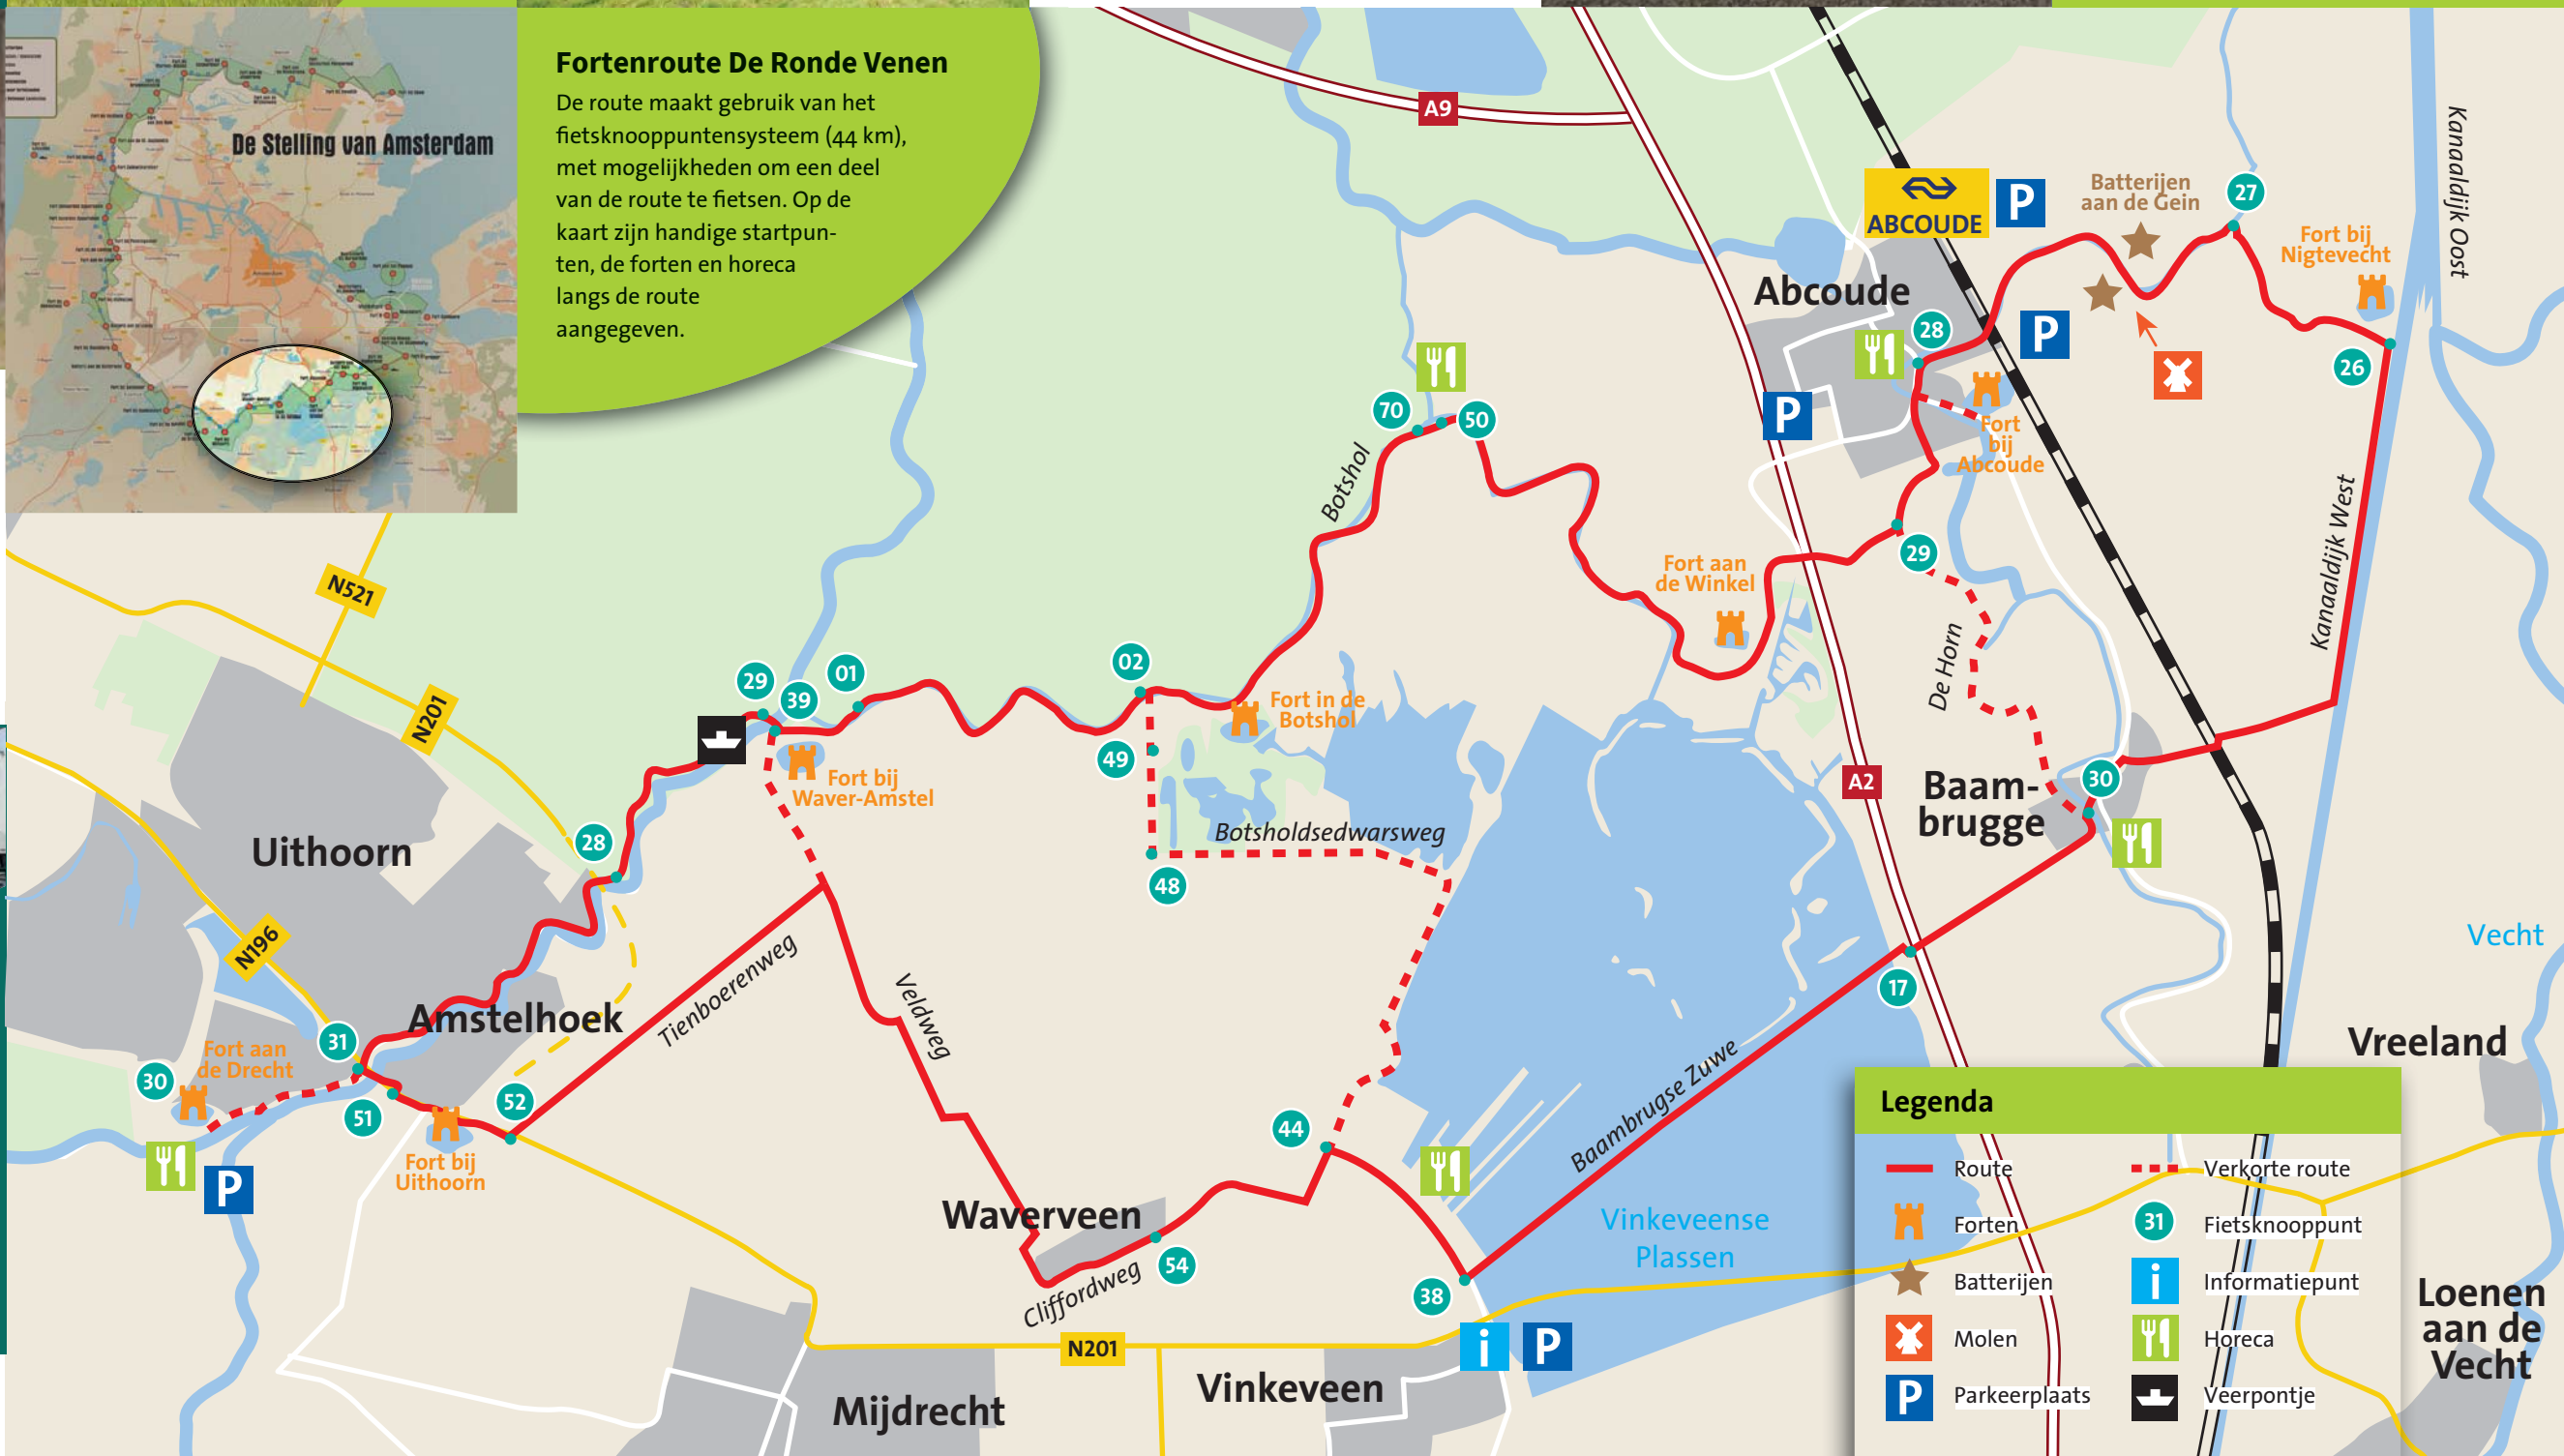 De Stelling van Amsterdam
Fortenroute De Ronde Venen
De route maakt gebruik van het
fietsknooppuntensysteem (44 km),
met mogelijkheden om een deel
van de route te fietsen. Op de
kaart zijn handige startpun-
ten, de forten en horeca
langs de route
aangegeven.
A9
ABCOUDE
P
Batterijen
aan de Gein
27
Kanaaldijk Oost
Fort bij
Nigtevecht
Abcoude
28
P
26
P
Fort
bij
Abcoude
70
50
Botshol
29
Kanaaldijk West
Fort aan
de Winkel
De Horn
N521
N201
29
39
01
02
Fort in de
Botshol
49
Fort bij
Waver-Amstel
A2
Baam-
brugge
30
Botsholdsedwarsweg
48
28
Uithoorn
N196
Vecht
17
Amstelhoek
Tienboerenweg
Veldweg
Vreeland
31
Fort aan
de Drecht
30
51
52
Fort bij
Uithoorn
P
44
Baambrugse Zuwe
Waverveen
Cliffordweg
54
38
Vinkeveense
Plassen
N201
i
P
Vinkeveen
Mijdrecht
Loenen
aan de
Vecht
Legenda
Route
Verkorte route
Forten
31
Fietsknooppunt
Batterijen
i
Informatiepunt
Molen
Horeca
P
Parkeerplaats
Veerpontje